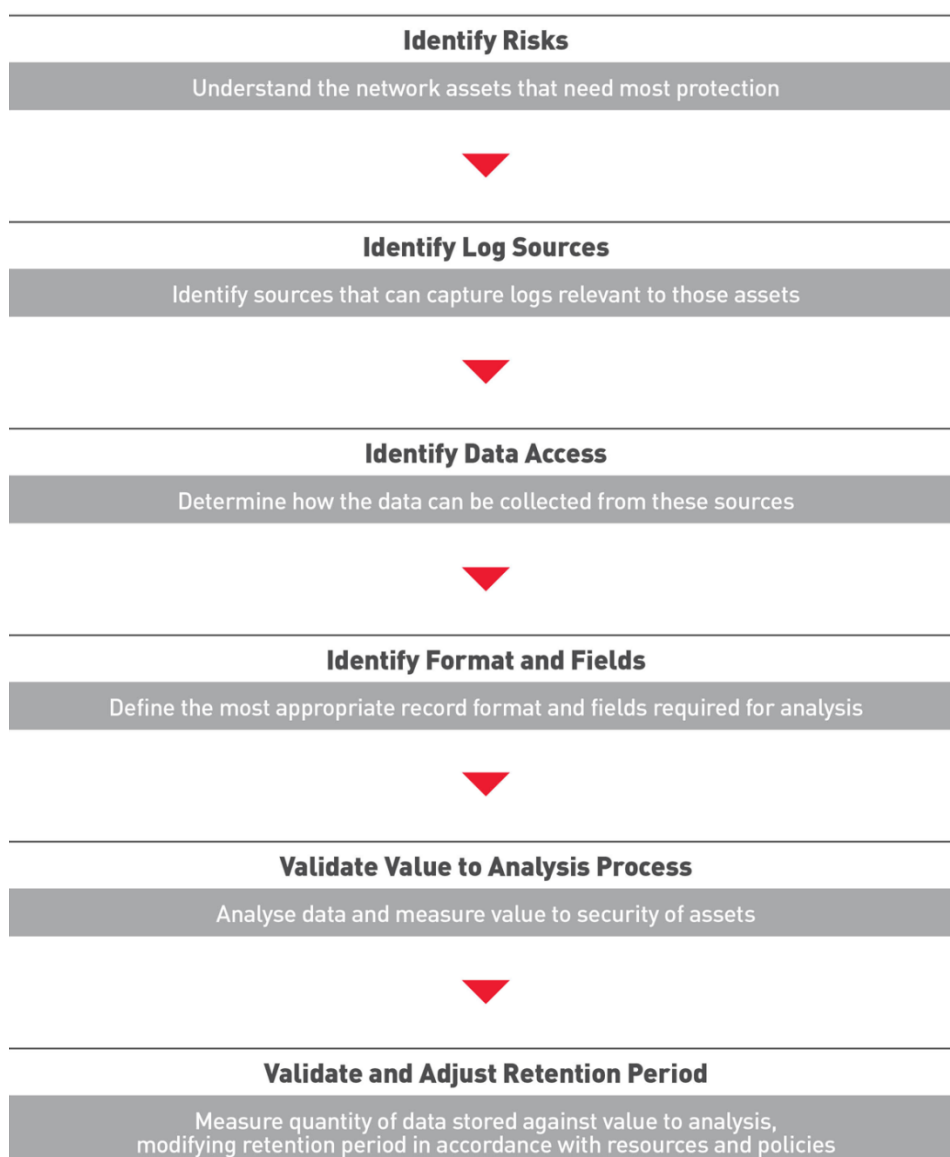 Identify Risks
Understand the network assets that need most protection
Identify Log Sources
Identify sources that can capture logs relevant to those assets
Identify Data Access
Determine how the data can be collected from these sources
Identify Format and Fields
Define the most appropriate record format and fields required for analysis
Validate Value to Analysis Process
Analyse data and measure value to security of assets
Validate and Adjust Retention Period
Measure quantity of data stored against value to analysis,
modifying retention period in accordance with resources and policies